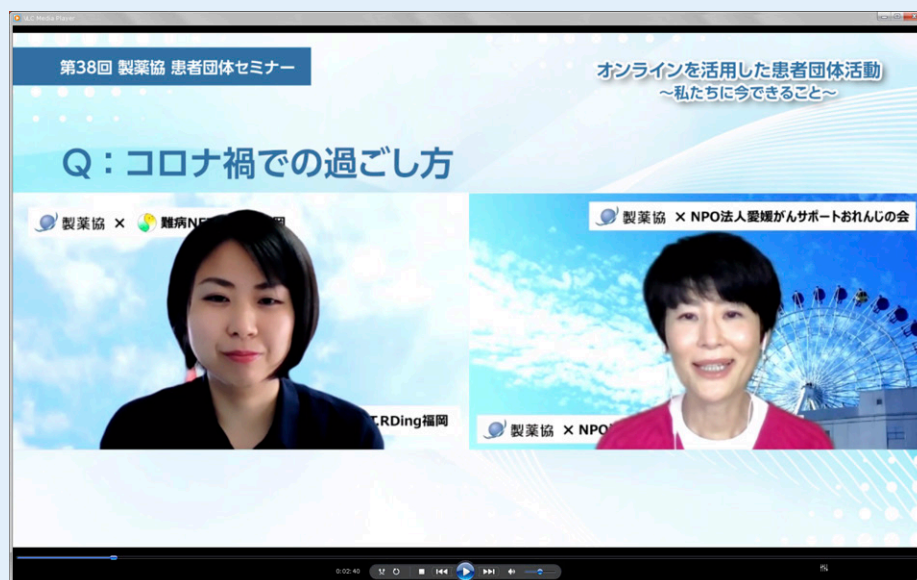 Media Player
第38回 製薬協 患者団体セミナー
オンラインを活用した患者団体活動
～私たちに今できること～
Q：コロナ禍での過ごし方
製薬協 × 難病NE
製薬協 × NPO法人愛媛がんサポートおれんじの会
RDing福岡
製薬協 × NPO
0:02:40